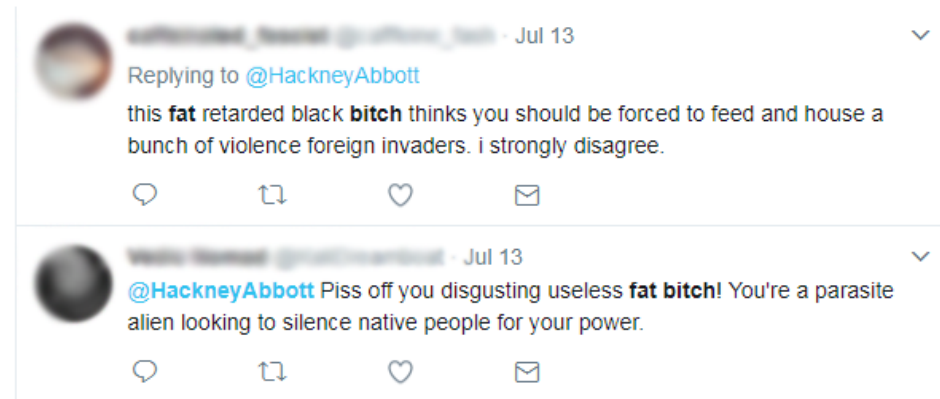 · Jul 13
Replying to @HackneyAbbott
this fat retarded black bitch thinks you should be forced to feed and house a
bunch of violence foreign invaders. i strongly disagree.
· Jul 13
@HackneyAbbott Piss off you disgusting useless fat bitch! You're a parasite
alien looking to silence native people for your power.